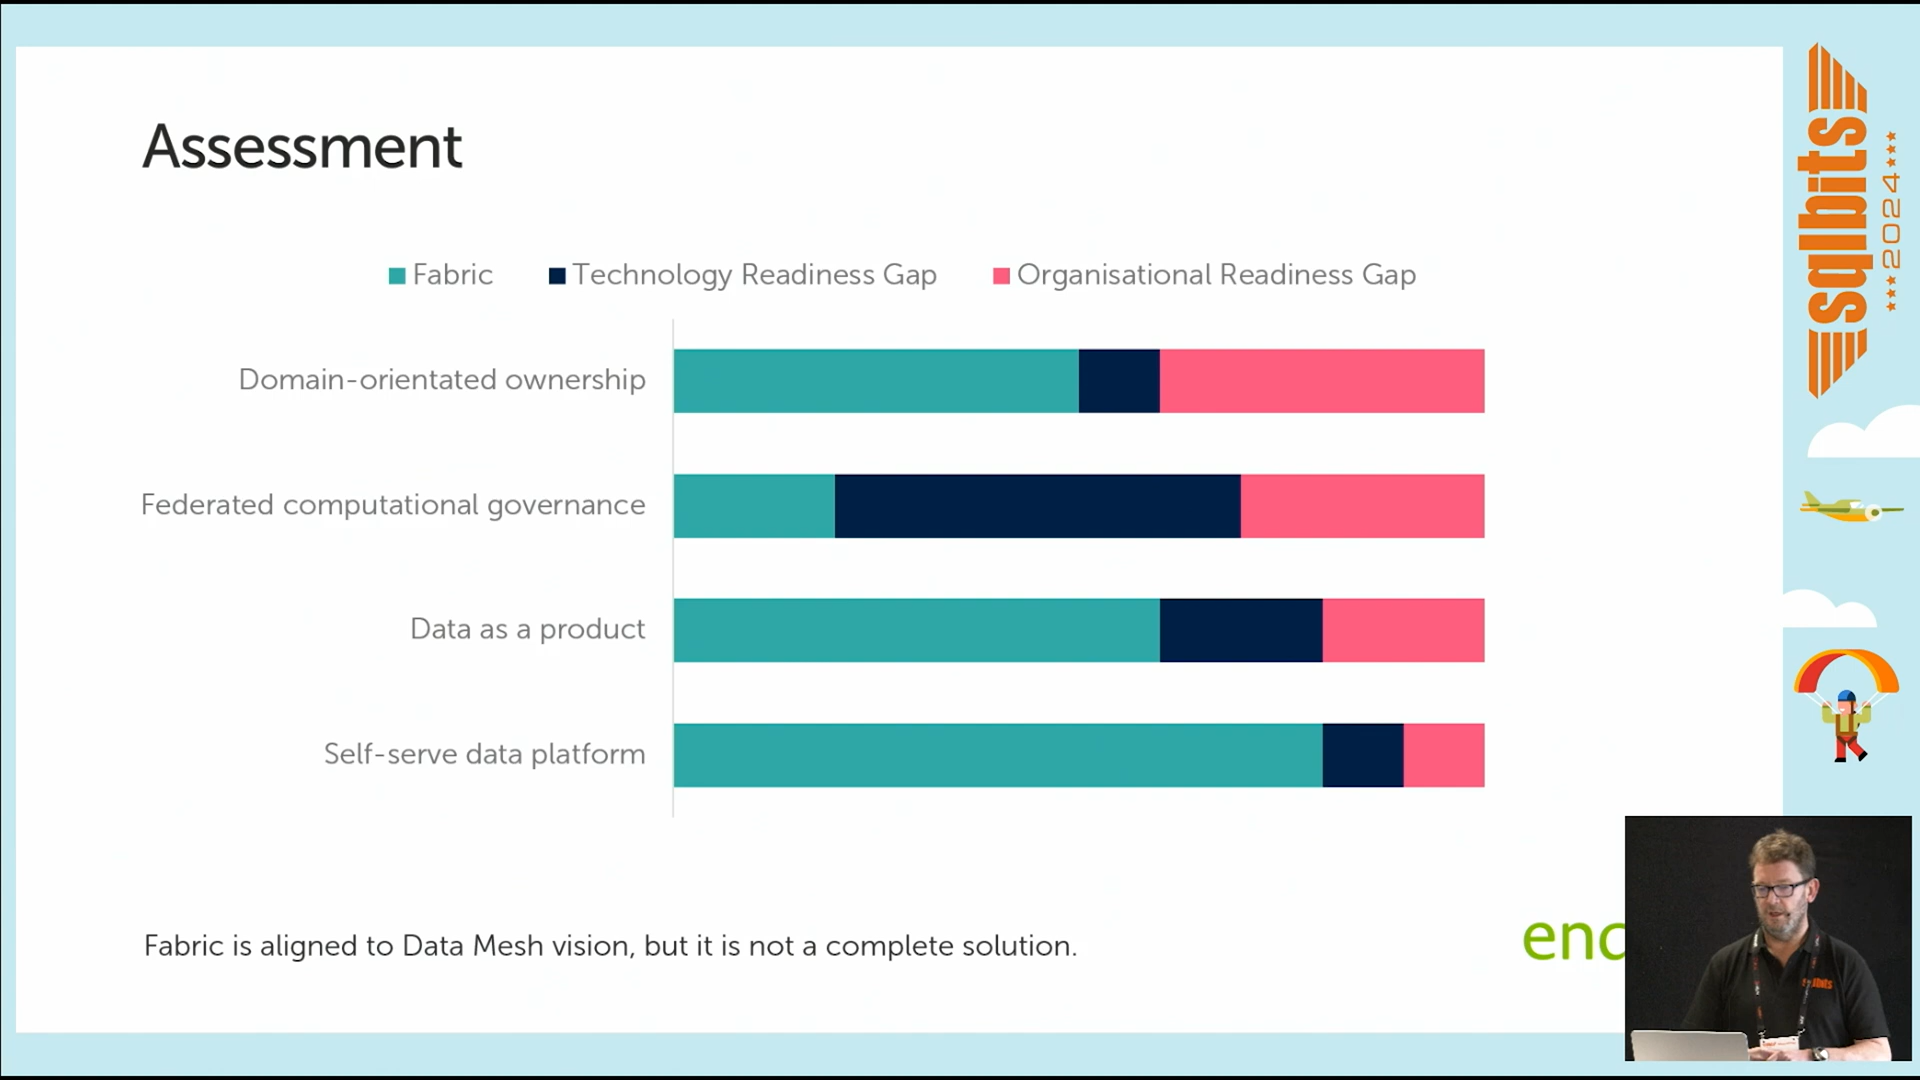 Assessment
Fabric
Technology Readiness Gap
Organisational Readiness Gap
Domain-orientated ownership
Federated computational governance
Data as a product
Self-serve data platform
Fabric is aligned to Data Mesh vision, but it is not a complete solution.
sqlbits
2024